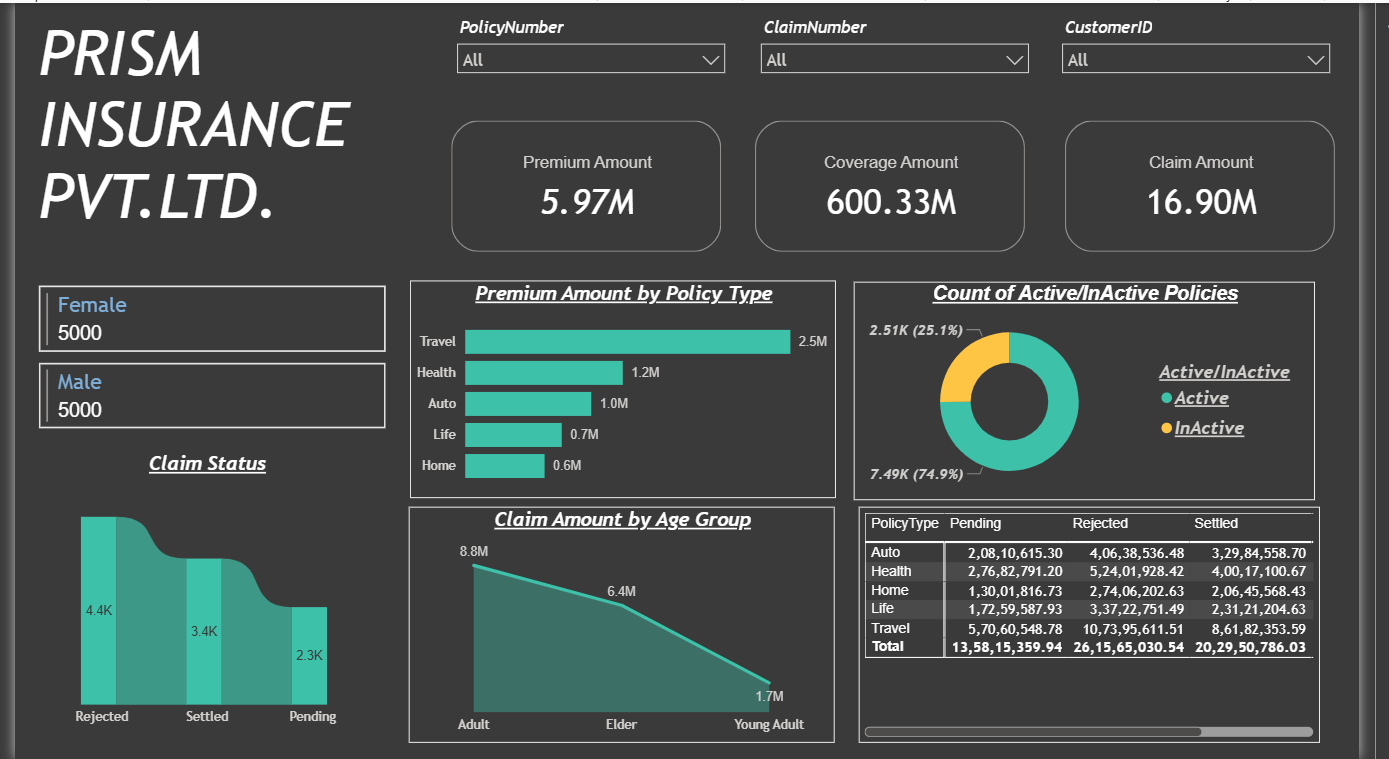 PRISM
INSURANCE
PVT.LTD.
PolicyNumber
All
ClaimNumber
All
CustomerID
All
Premium Amount
5.97M
Coverage Amount
600.33M
Claim Amount
16.90M
Female
5000
Male
5000
Claim Status
4.4K
3.4K
2.3K
Rejected Settled Pending
Premium Amount by Policy Type
Travel 2.5M
Health 1.2M
Auto 1.0M
Life 0.7M
Home 0.6M
Count of Active/InActive Policies
2.51K (25.1%)
7.49K (74.9%)
Active/InActive
Active
InActive
Claim Amount by Age Group
8.8M
6.4M
1.7M
Adult Elder Young Adult
PolicyType Pending Rejected Settled
Auto 2,08,10,615.30 4,06,38,536.48 3,29,84,558.70
Health 2,76,82,791.20 5,24,01,928.42 4,00,17,100.67
Home 1,30,01,816.73 2,74,06,202.63 2,06,45,568.43
Life 1,72,59,587.93 3,37,22,751.49 2,31,21,204.63
Travel 5,70,60,548.78 10,73,95,611.51 8,61,82,353.59
Total 13,58,15,359.94 26,15,65,030.54 20,29,50,786.03